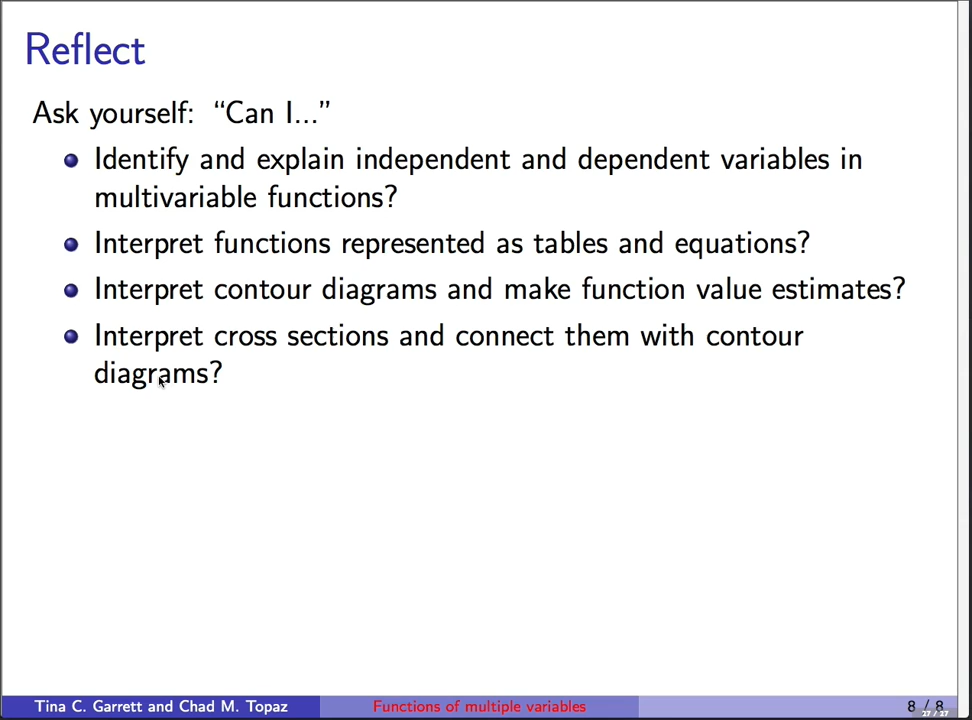 Reflect
Ask yourself: “Can I...”
Identify and explain independent and dependent variables in
multivariable functions?
Interpret functions represented as tables and equations?
Interpret contour diagrams and make function value estimates?
Interpret cross sections and connect them with contour
diagrams?
Tina C. Garrett and Chad M. Topaz
Functions of multiple variables
8 / 8
27 / 27